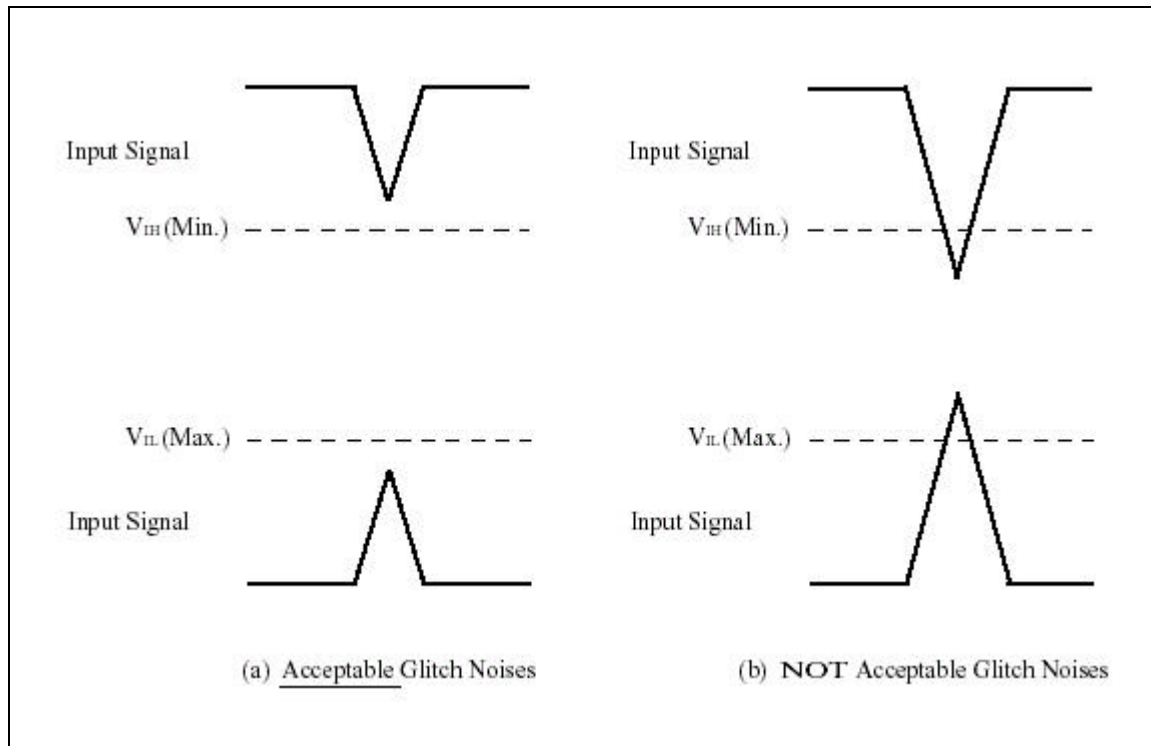 Input Signal
VIH (Min.)
VIL (Max.)
Input Signal
(a) Acceptable Glitch Noises
Input Signal
VIH (Min.)
VIL (Max.)
Input Signal
(b) NOT Acceptable Glitch Noises